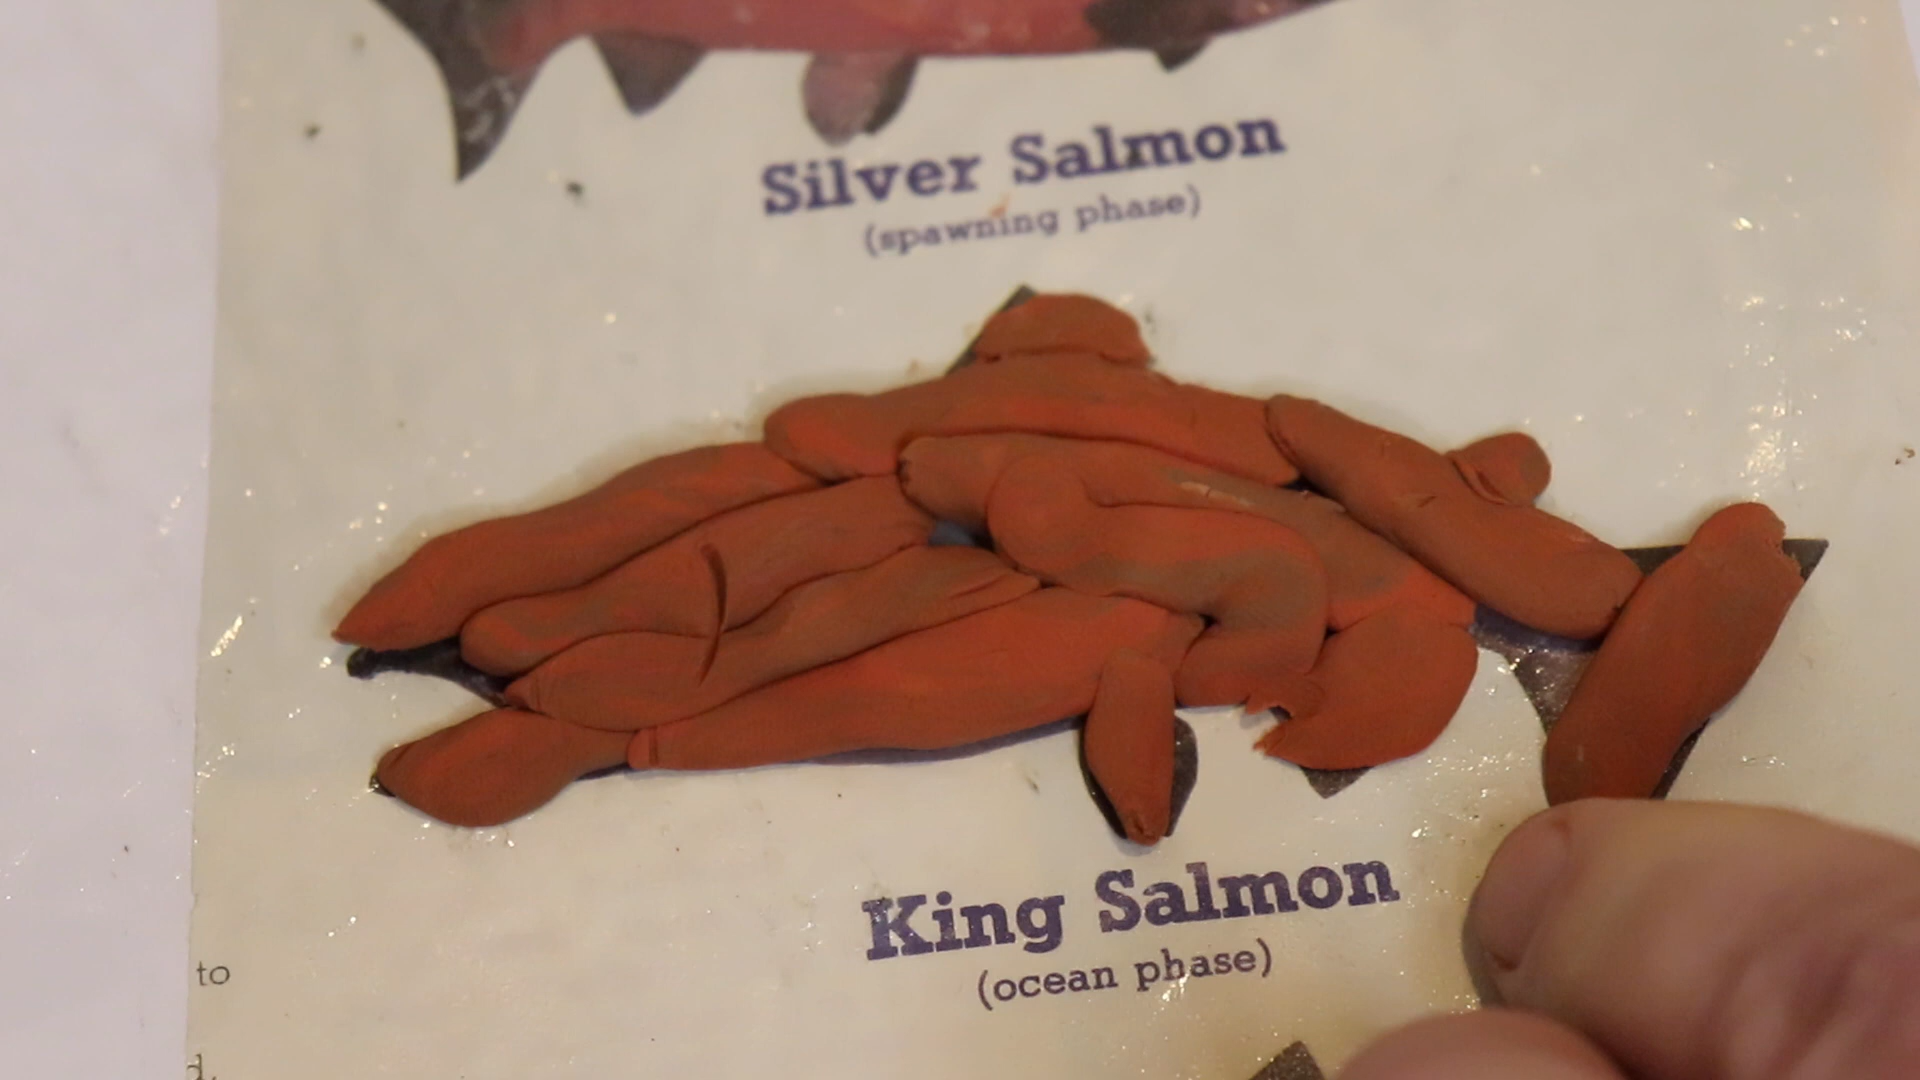 Silver Salmon
(spawning phase)
King Salmon
(ocean phase)
to
d.